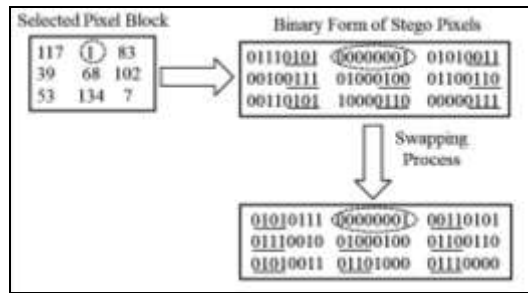 Selected Pixel Block
Binary Form of Stego Pixels
117 1 83
39 68 102
53 134 7
01110101 00000001 01010011
00100111 01000100 01100110
00110101 10000110 00000111
Swapping
Process
01010111 00000001 00110101
01110010 01000100 01100110
01010011 01101000 01110000